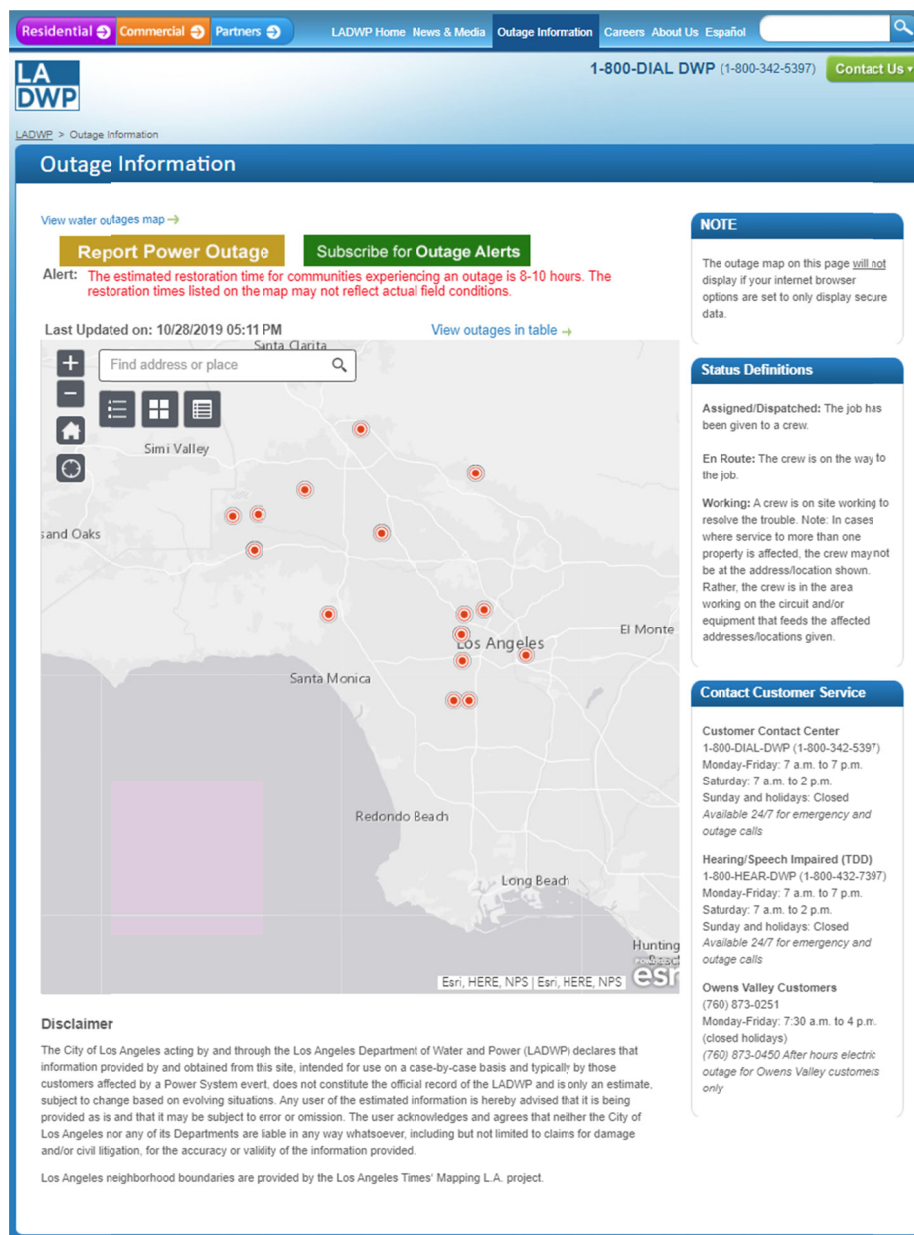 Residential Commercial Partners LADWP Home News & Media Outage Information Careers About Us Español
1-800-DIAL DWP (1-800-342-5397) Contact Us
LA
DWP
LADWP > Outage Information
Outage Information
View water outages map
Report Power Outage Subscribe for Outage Alerts
Alert: The estimated restoration time for communities experiencing an outage is 8-10 hours. The
restoration times listed on the map may not reflect actual field conditions.
Last Updated on: 10/28/2019 05:11 PM View outages in table
Santa Clarita
Find address or place
Simi Valley
sand Oaks
El Monte
Los Angeles
Santa Monica
Redondo Beach
Long Beach
Hunting
Beach
POWERED BY
esri
Esri, HERE, NPS | Esri, HERE, NPS
Disclaimer
The City of Los Angeles acting by and through the Los Angeles Department of Water and Power (LADWP) declares that
information provided by and obtained from this site, intended for use on a case-by-case basis and typically by those
customers affected by a Power System event, does not constitute the official record of the LADWP and is only an estimate,
subject to change based on evolving situations. Any user of the estimated information is hereby advised that it is being
provided as is and that it may be subject to error or omission. The user acknowledges and agrees that neither the City of
Los Angeles nor any of its Departments are liable in any way whatsoever, including but not limited to claims for damage
and/or civil litigation, for the accuracy or validity of the information provided.
Los Angeles neighborhood boundaries are provided by the Los Angeles Times' Mapping L.A. project.
NOTE
The outage map on this page will not
display if your internet browser
options are set to only display secure
data.
Status Definitions
Assigned/Dispatched: The job has
been given to a crew.
En Route: The crew is on the way to
the job.
Working: A crew is on site working to
resolve the trouble. Note: In cases
where service to more than one
property is affected, the crew may not
be at the address/location shown.
Rather, the crew is in the area
working on the circuit and/or
equipment that feeds the affected
addresses/locations given.
Contact Customer Service
Customer Contact Center
1-800-DIAL-DWP (1-800-342-5397)
Monday-Friday: 7 a.m. to 7 p.m.
Saturday: 7 a.m. to 2 p.m.
Sunday and holidays: Closed
Available 24/7 for emergency and
outage calls
Hearing/Speech Impaired (TDD)
1-800-HEAR-DWP (1-800-432-7397)
Monday-Friday: 7 a.m. to 7 p.m.
Saturday: 7 a.m. to 2 p.m.
Sunday and holidays: Closed
Available 24/7 for emergency and
outage calls
Owens Valley Customers
(760) 873-0251
Monday-Friday: 7:30 a.m. to 4 p.m.
(closed holidays)
(760) 873-0450 After hours electric
outage for Owens Valley customers
only